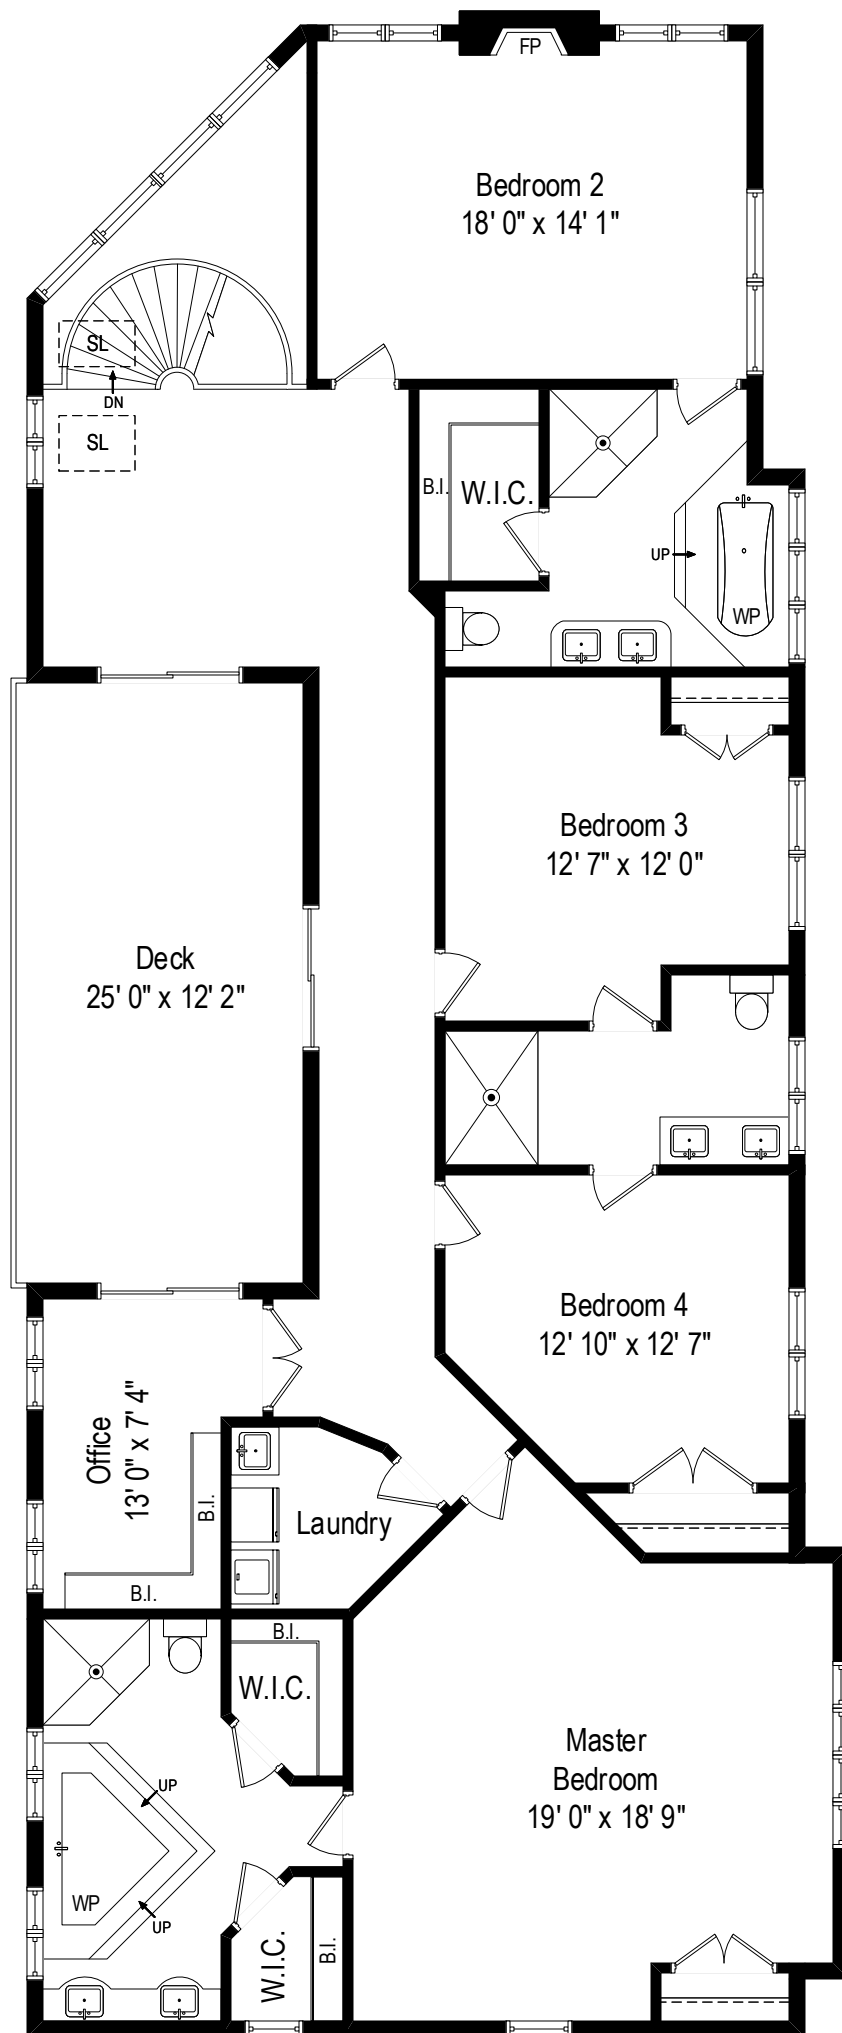 FP
Bedroom 2
18' 0" x 14' 1"
SL
DN
SL
B.I.
W.I.C.
UP
WP
Bedroom 3
12' 7" x 12' 0"
Deck
25' 0" x 12' 2"
Bedroom 4
12' 10" x 12' 7"
Office
13' 0" x 7' 4"
B.I.
B.I.
Laundry
B.I.
W.I.C.
Master
Bedroom
19' 0" x 18' 9"
UP
WP
UP
W.I.C.
B.I.